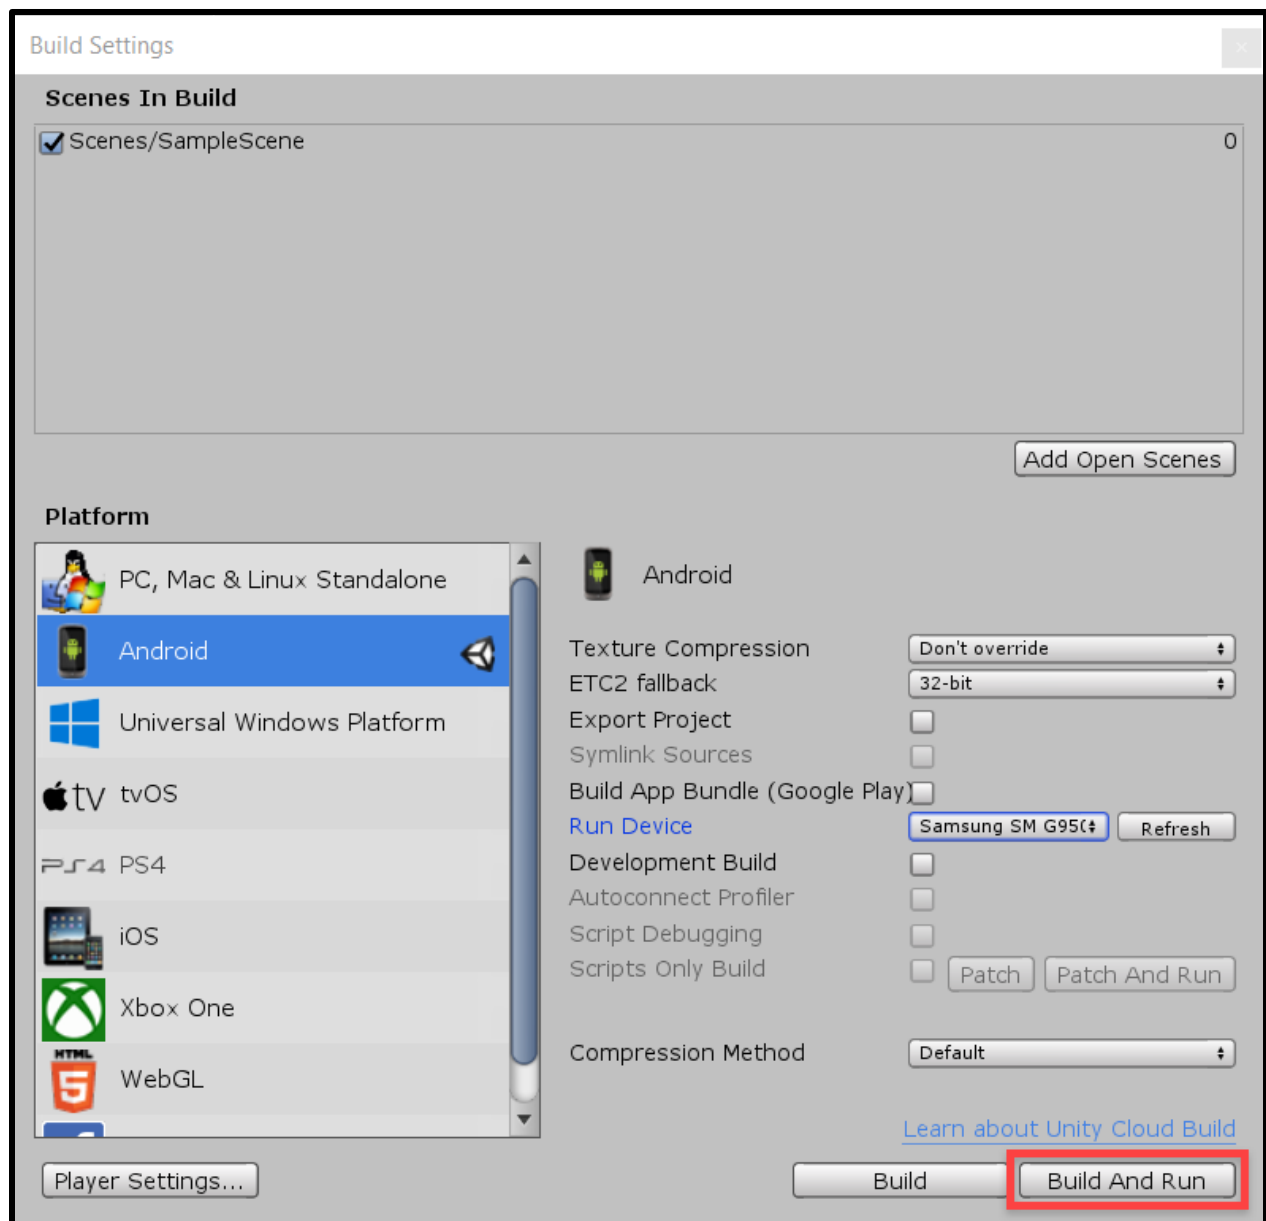 Build Settings
Scenes In Build
Scenes/SampleScene 0
Add Open Scenes
Platform
PC, Mac & Linux Standalone
Android
Universal Windows Platform
tv tvOS
PS4 PS4
iOS
Xbox One
HTML
5 WebGL
Android
Texture Compression Don't override
ETC2 fallback 32-bit
Export Project
Symlink Sources
Build App Bundle (Google Play)
Run Device Samsung SM G950 Refresh
Development Build
Autoconnect Profiler
Script Debugging
Scripts Only Build Patch Patch And Run
Compression Method Default
Learn about Unity Cloud Build
Player Settings... Build Build And Run